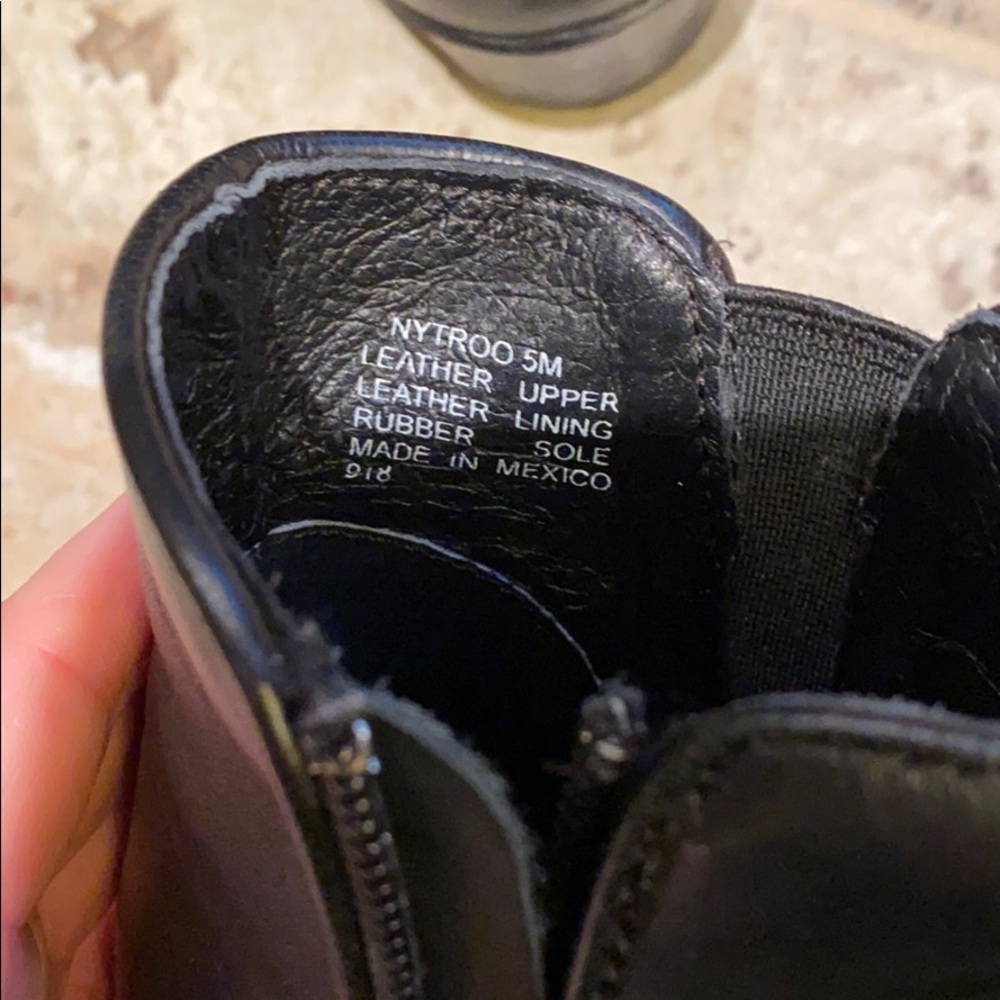 NYTROO 5M
LEATHER UPPER
LEATHER LINING
RUBBER SOLE
MADE IN MEXICO
918